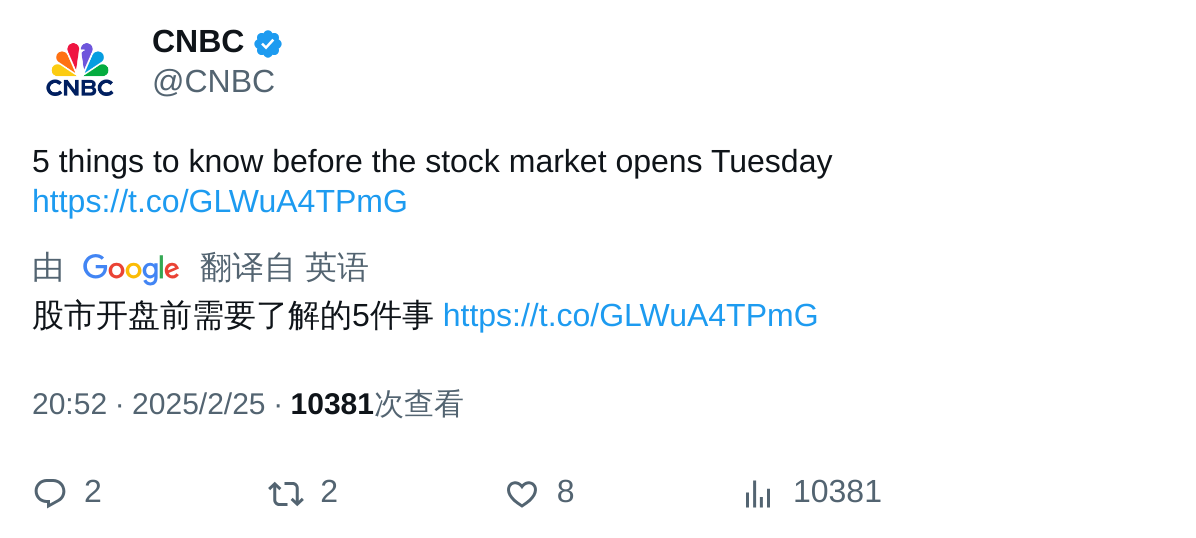 CNBC
CNBC
@CNBC
5 things to know before the stock market opens Tuesday
https://t.co/GLWuA4TPmG
由 Google 翻译自 英语
股市开盘前需要了解的5件事 https://t.co/GLWuA4TPmG
20:52 · 2025/2/25 · 10381次查看
2 2 8 10381